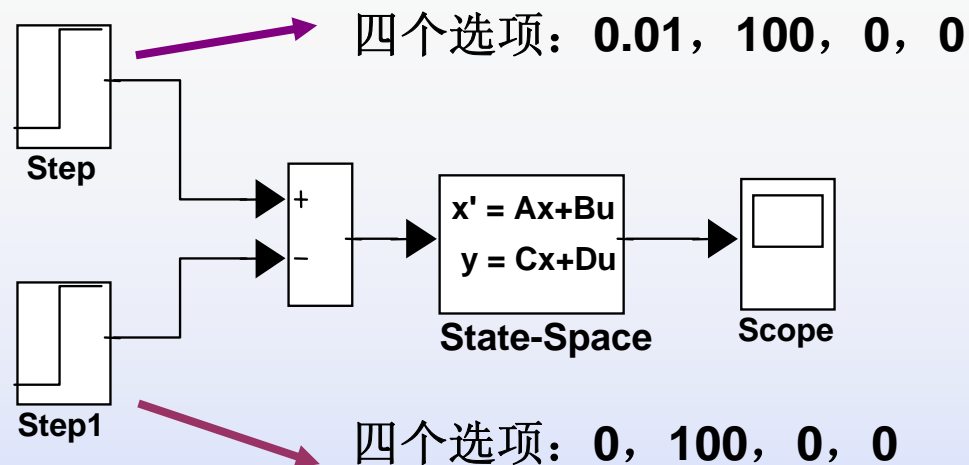 四个选项：0.01，100，0，0
Step
+
−
x' = Ax+Bu
y = Cx+Du
State-Space
Scope
Step1
四个选项：0，100，0，0